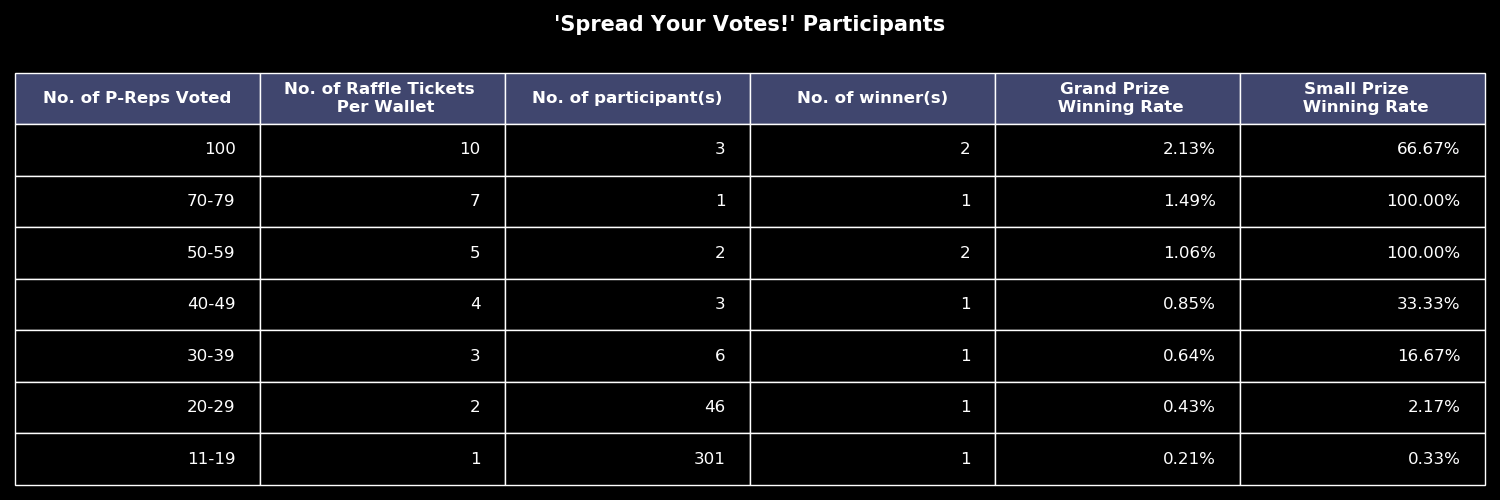 'Spread Your Votes!' Participants
No. of P-Reps Voted No. of Raffle Tickets Per Wallet No. of participant(s) No. of winner(s) Grand Prize Winning Rate Small Prize Winning Rate
100 10 3 2 2.13% 66.67%
70-79 7 1 1 1.49% 100.00%
50-59 5 2 2 1.06% 100.00%
40-49 4 3 1 0.85% 33.33%
30-39 3 6 1 0.64% 16.67%
20-29 2 46 1 0.43% 2.17%
11-19 1 301 1 0.21% 0.33%